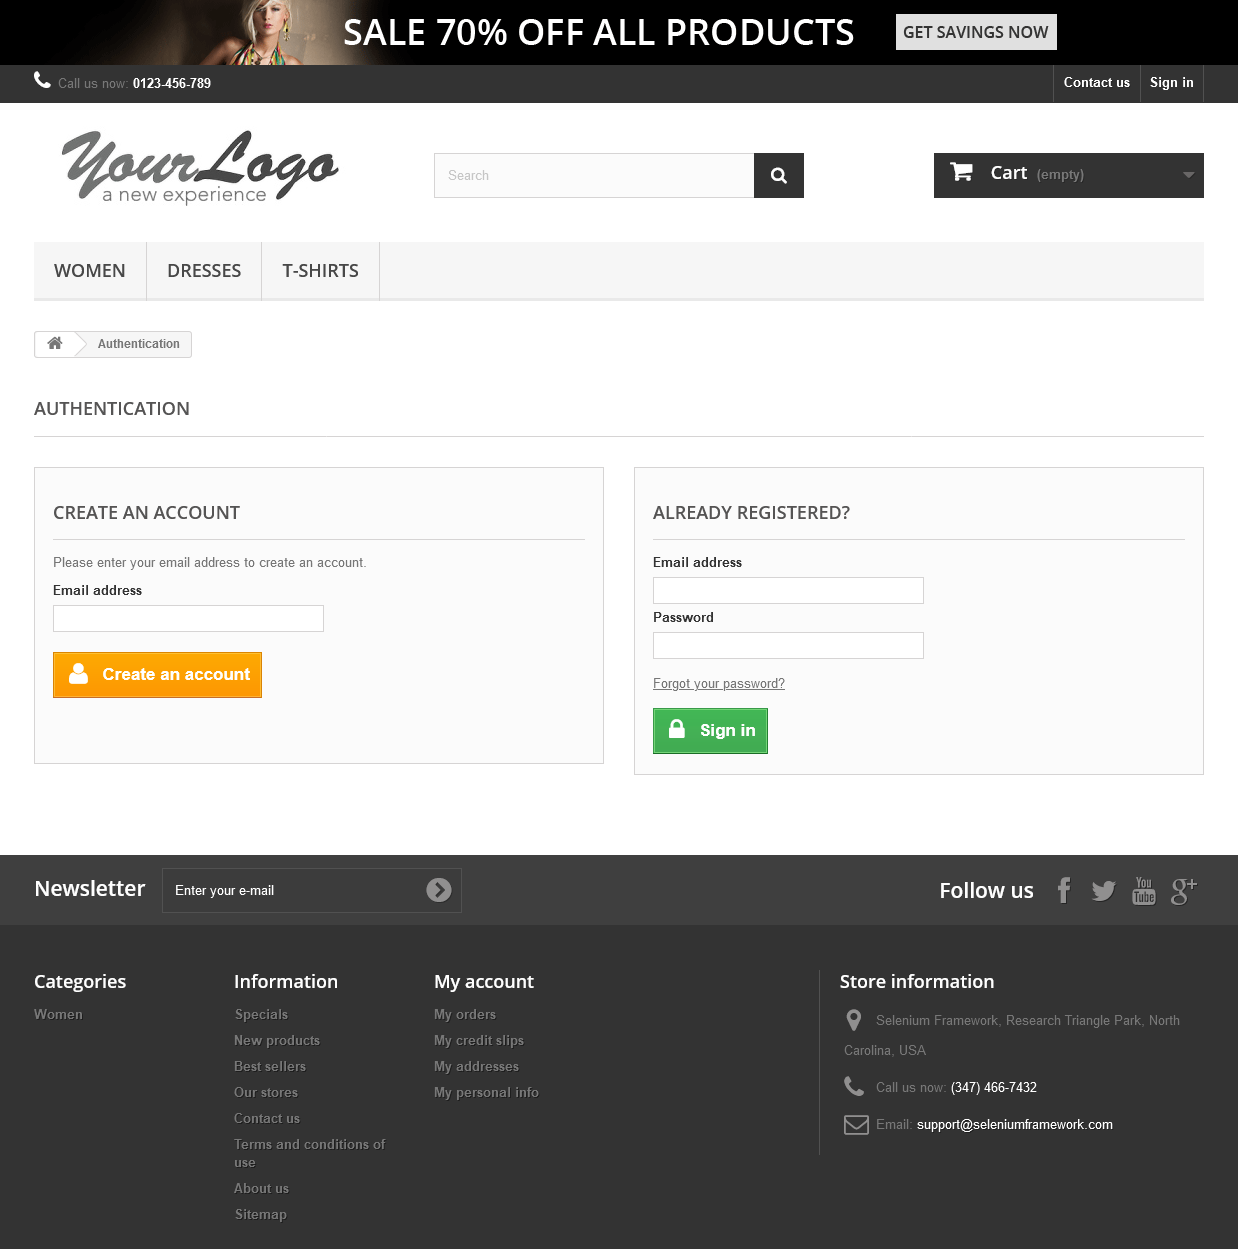 SALE 70% OFF ALL PRODUCTS GET SAVINGS NOW
Call us now: 0123-456-789 Contact us Sign in
YourLogo
a new experience
Search
Cart (empty)
WOMEN DRESSES T-SHIRTS
Authentication
AUTHENTICATION
CREATE AN ACCOUNT
Please enter your email address to create an account.
Email address
Create an account
ALREADY REGISTERED?
Email address
Password
Forgot your password?
Sign in
Newsletter Enter your e-mail
Follow us
You
Tube
g+
Categories
Women
Information
Specials
New products
Best sellers
Our stores
Contact us
Terms and conditions of
use
About us
Sitemap
My account
My orders
My credit slips
My addresses
My personal info
Store information
Selenium Framework, Research Triangle Park, North
Carolina, USA
Call us now: (347) 466-7432
Email: support@seleniumframework.com